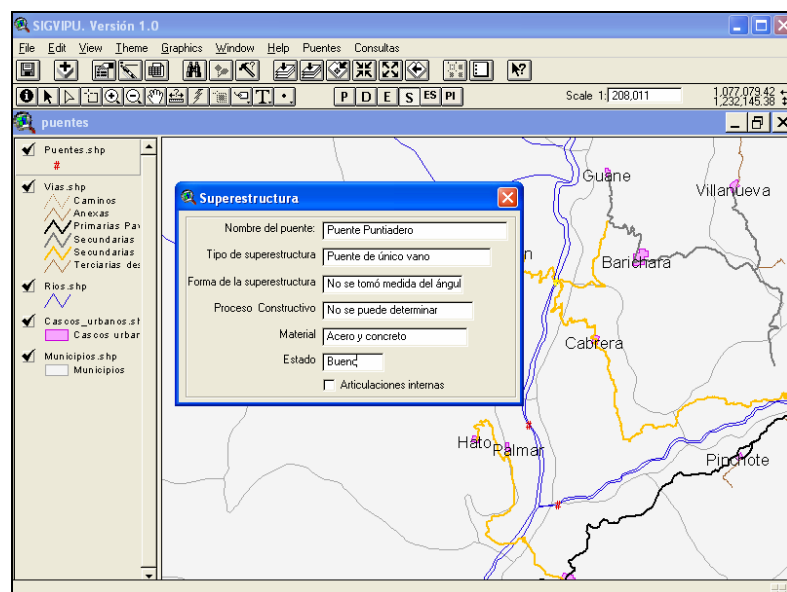 SIGVIPU. Versión 1.0
File Edit View Theme Graphics Window Help Puentes Consultas
P D E S ES PI
Scale 1: 208,011
1,077,079.42
1,232,145.38
puentes
Puentes.shp
Vias.shp
Caminos
Anexas
Primarias Pav
Secundarias
Secundarias
Terciarias des
Rios.shp
Cascos_urbanos.sh
Cascos urbar
Municipios.shp
Municipios
Superestructura
Nombre del puente: Puente Puntiadero
Tipo de superestructura Puente de único vano
Forma de la superestructura No se tomó medida del ángul
Proceso Constructivo No se puede determinar
Material Acero y concreto
Estado Bueno
Articulaciones internas
Guane
Villanueva
n
Barichara
Cabrera
Hato
Palmar
Pinchote